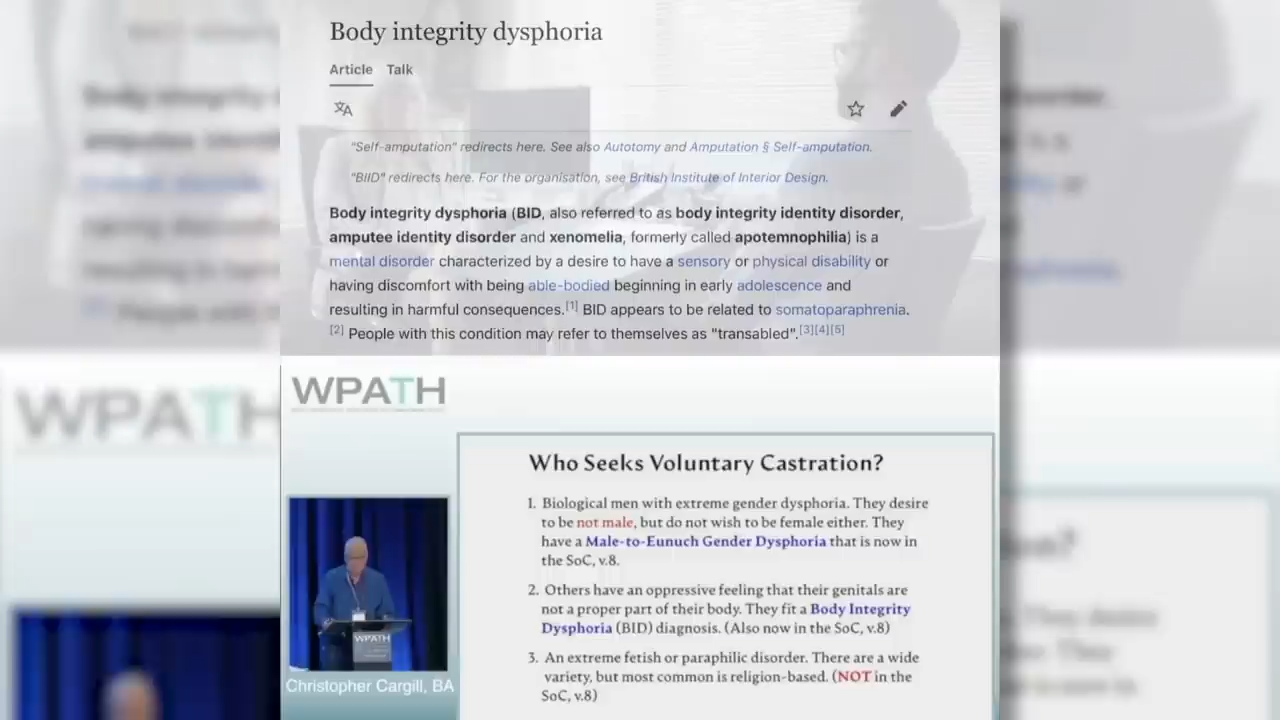 Body integrity dysphoria
Article Talk
"Self-amputation" redirects here. See also Autotomy and Amputation § Self-amputation.
"BIID" redirects here. For the organisation, see British Institute of Interior Design.
Body integrity dysphoria (BID, also referred to as body integrity identity disorder,
amputee identity disorder and xenomelia, formerly called apotemnophilia) is a
mental disorder characterized by a desire to have a sensory or physical disability or
having discomfort with being able-bodied beginning in early adolescence and
resulting in harmful consequences.[1] BID appears to be related to somatoparaphrenia.
[2] People with this condition may refer to themselves as "transabled".[3][4][5]
WPATH
Who Seeks Voluntary Castration?
1. Biological men with extreme gender dysphoria. They desire
to be not male, but do not wish to be female either. They
have a Male-to-Eunuch Gender Dysphoria that is now in
the SoC, v.8.
2. Others have an oppressive feeling that their genitals are
not a proper part of their body. They fit a Body Integrity
Dysphoria (BID) diagnosis. (Also now in the SoC, v.8)
3. An extreme fetish or paraphilic disorder. There are a wide
variety, but most common is religion-based. (NOT in the
SoC, v.8)
WPATH
Christopher Cargill, BA